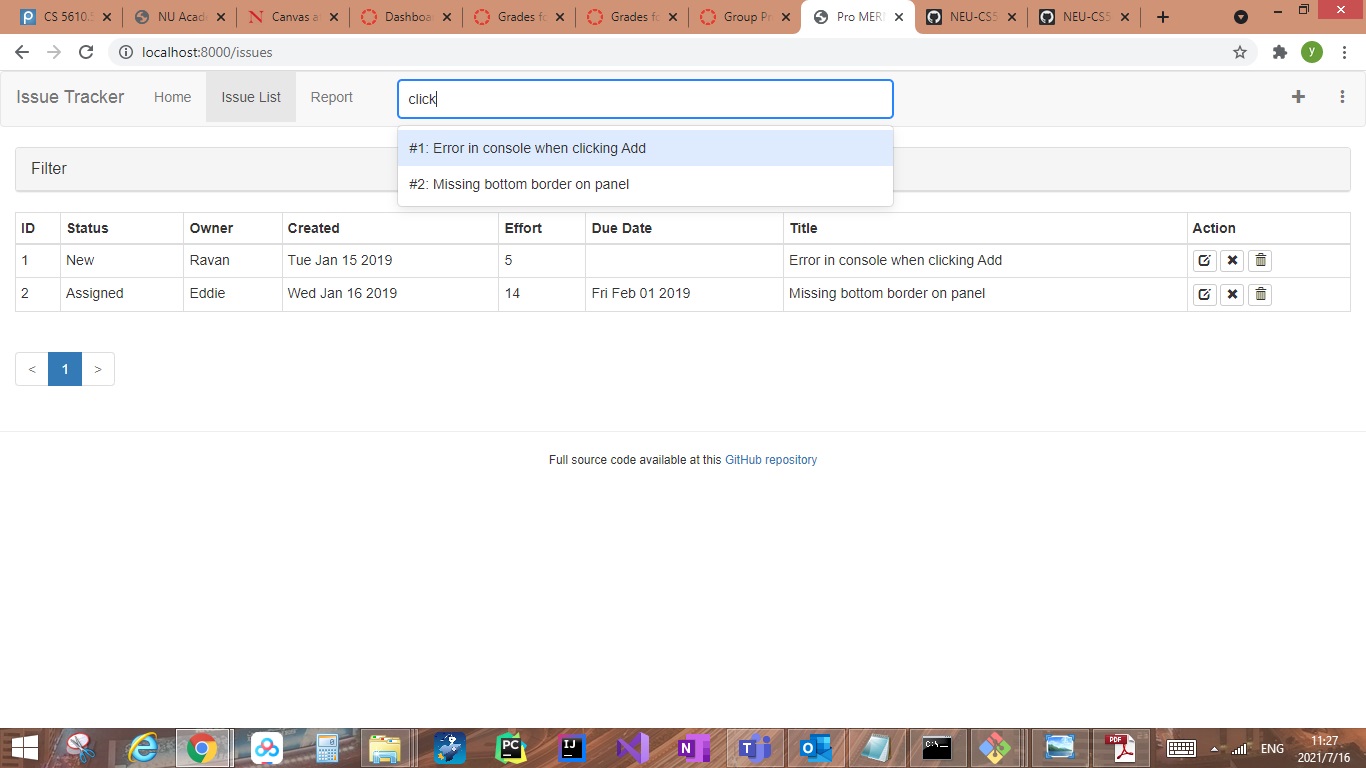 CS 5610.
NU Acad
Canvas a
Dashboa
Grades fo
Grades fo
Group Pr
Pro MER
NEU-CS5
NEU-CS5
localhost:8000/issues
y
Issue Tracker Home Issue List Report click
#1: Error in console when clicking Add
#2: Missing bottom border on panel
Filter
ID Status Owner Created Effort Due Date Title Action
1 New Ravan Tue Jan 15 2019 5 Error in console when clicking Add
2 Assigned Eddie Wed Jan 16 2019 14 Fri Feb 01 2019 Missing bottom border on panel
< 1 >
Full source code available at this GitHub repository
ENG
11:27
2021/7/16